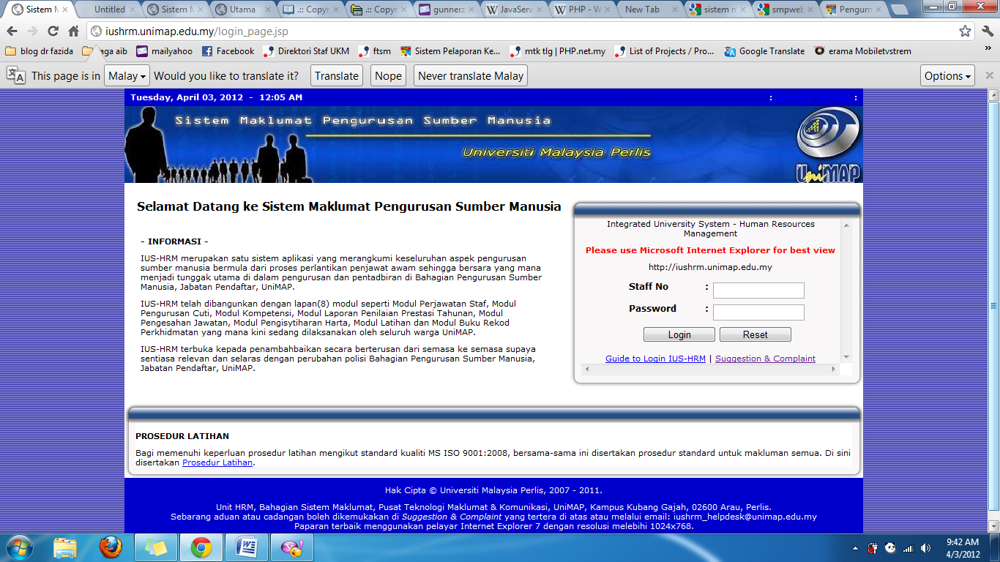 Sistem M
Untitled
Sistem M
Utama
.:: Copyr
.:: Copyr
gunnerz
JavaServ
PHP - W
New Tab
sistem m
smpweb
Pengum
iushrm.unimap.edu.my/login_page.jsp
blog dr fazida
aga aib
mailyahoo
Facebook
Direktori Staf UKM
ftsm
Sistem Pelaporan Ke...
mtk tlg | PHP.net.my
List of Projects / Pro...
Google Translate
erama Mobiletvstrem
»
This page is in Malay Would you like to translate it? Translate Nope Never translate Malay Options
Tuesday, April 03, 2012 - 12:05 AM
: :
Sistem Maklumat Pengurusan Sumber Manusia
Universiti Malaysia Perlis
UniMAP
Selamat Datang ke Sistem Maklumat Pengurusan Sumber Manusia
- INFORMASI -
IUS-HRM merupakan satu sistem aplikasi yang merangkumi keseluruhan aspek pengurusan
sumber manusia bermula dari proses perlantikan penjawat awam sehingga bersara yang mana
menjadi tunggak utama di dalam pengurusan dan pentadbiran di Bahagian Pengurusan Sumber
Manusia, Jabatan Pendaftar, UniMAP.
IUS-HRM telah dibangunkan dengan lapan(8) modul seperti Modul Perjawatan Staf, Modul
Pengurusan Cuti, Modul Kompetensi, Modul Laporan Penilaian Prestasi Tahunan, Modul
Pengesahan Jawatan, Modul Pengisytiharan Harta, Modul Latihan dan Modul Buku Rekod
Perkhidmatan yang mana kini sedang dilaksanakan oleh seluruh warga UniMAP.
IUS-HRM terbuka kepada penambahbaikan secara berterusan dari semasa ke semasa supaya
sentiasa relevan dan selaras dengan perubahan polisi Bahagian Pengurusan Sumber Manusia,
Jabatan Pendaftar, UniMAP.
Integrated University System - Human Resources
Management
Please use Microsoft Internet Explorer for best view
http://iushrm.unimap.edu.my
Staff No :
Password :
Login Reset
Guide to Login IUS-HRM | Suggestion & Complaint
PROSEDUR LATIHAN
Bagi memenuhi keperluan prosedur latihan mengikut standard kualiti MS ISO 9001:2008, bersama-sama ini disertakan prosedur standard untuk makluman semua. Di sini
disertakan Prosedur Latihan.
Hak Cipta © Universiti Malaysia Perlis, 2007 - 2011.
Unit HRM, Bahagian Sistem Maklumat, Pusat Teknologi Maklumat & Komunikasi, UniMAP, Kampus Kubang Gajah, 02600 Arau, Perlis.
Sebarang aduan atau cadangan boleh dikemukakan di Suggestion & Complaint yang tertera di atas atau melalui email: iushrm_helpdesk@unimap.edu.my
Paparan terbaik menggunakan pelayar Internet Explorer 7 dengan resolusi melebihi 1024x768.
9:42 AM
4/3/2012